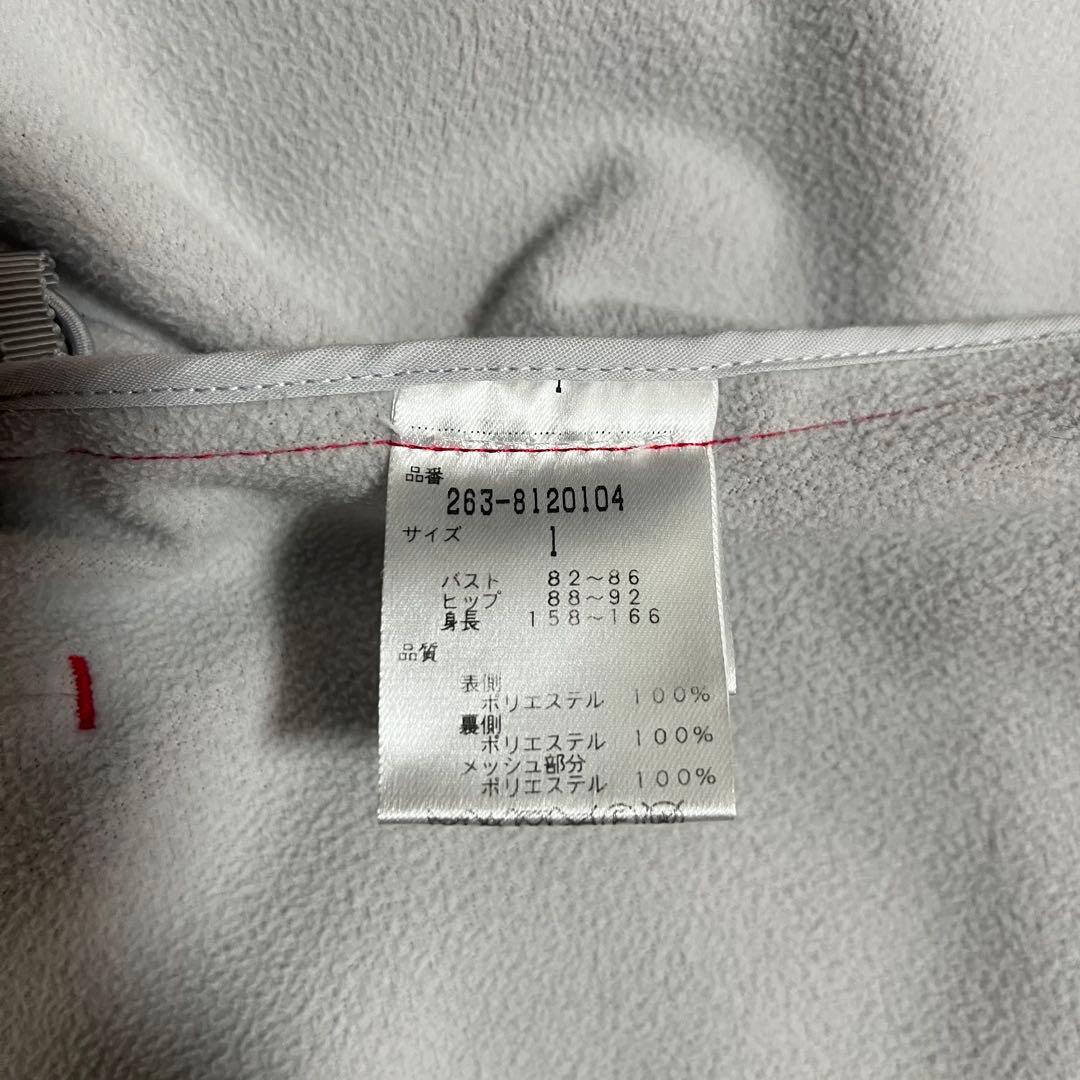 品番
263-8120104
サイズ 1
バスト 82～86
ヒップ 88～92
身長 158～166
品質
表側
ポリエステル 100%
裏側
ポリエステル 100%
メッシュ部分
ポリエステル 100%